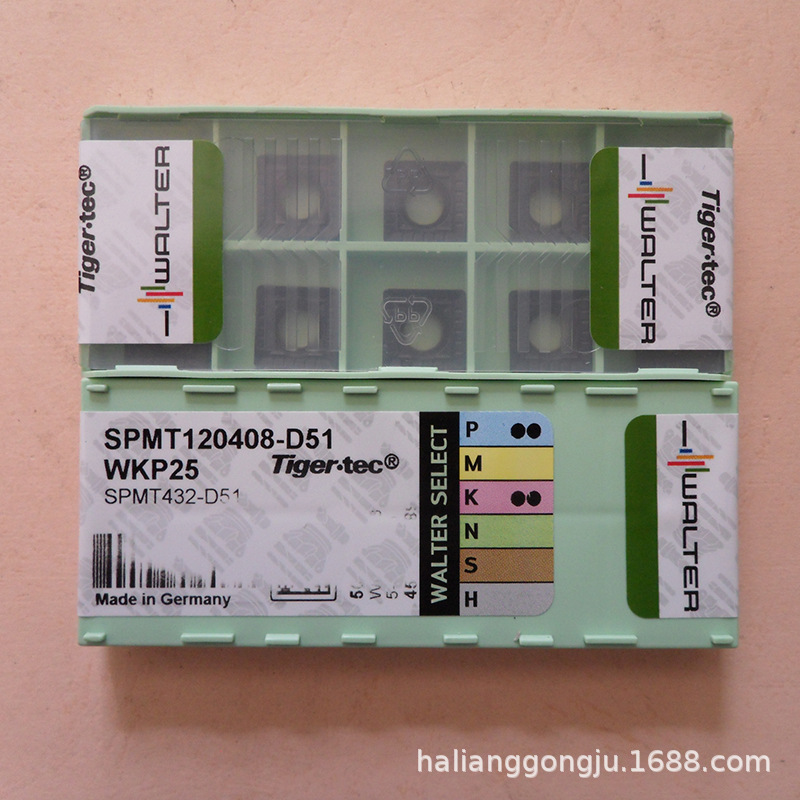 Tiger·tec®
WALTER
WALTER
Tiger·tec®
SPMT120408-D51
WKP25
Tiger·tec®
SPMT432-D51
Made in Germany
WALTER SELECT
P
M
K
N
S
H
WALTER
halianggongju.1688.com